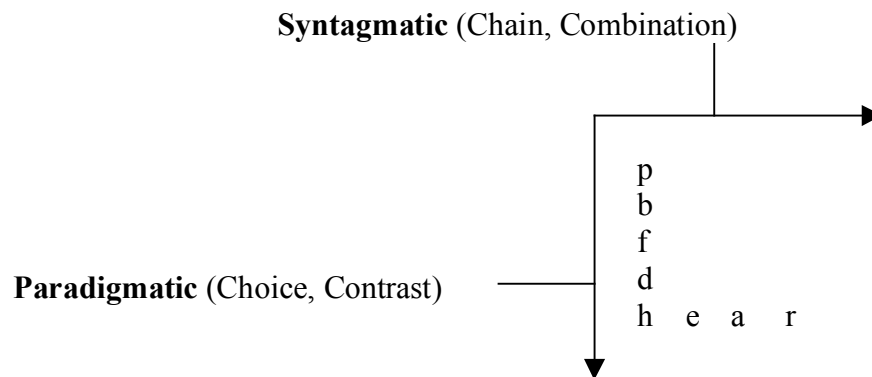 Syntagmatic (Chain, Combination)
p
b
f
d
Paradigmatic (Choice, Contrast)
h e a r